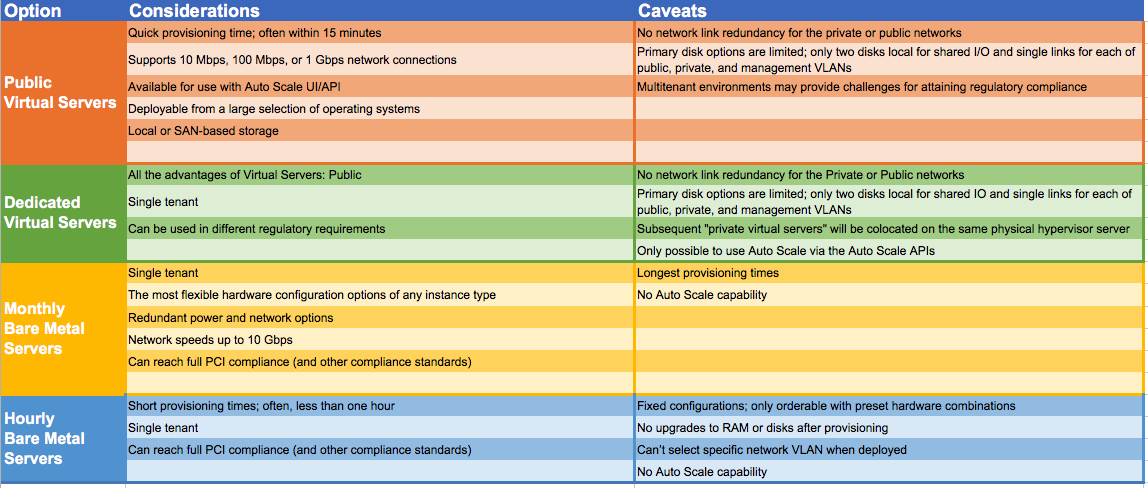 Option Considerations Caveats
Public
Virtual Servers
Quick provisioning time; often within 15 minutes No network link redundancy for the private or public networks
Supports 10 Mbps, 100 Mbps, or 1 Gbps network connections
Primary disk options are limited; only two disks local for shared I/O and single links for each of
public, private, and management VLANs
Available for use with Auto Scale UI/API Multitenant environments may provide challenges for attaining regulatory compliance
Deployable from a large selection of operating systems
Local or SAN-based storage
Dedicated
Virtual Servers
All the advantages of Virtual Servers: Public No network link redundancy for the Private or Public networks
Single tenant
Primary disk options are limited; only two disks local for shared IO and single links for each of
public, private, and management VLANs
Can be used in different regulatory requirements Subsequent "private virtual servers" will be colocated on the same physical hypervisor server
Only possible to use Auto Scale via the Auto Scale APIs
Monthly
Bare Metal
Servers
Single tenant Longest provisioning times
The most flexible hardware configuration options of any instance type No Auto Scale capability
Redundant power and network options
Network speeds up to 10 Gbps
Can reach full PCI compliance (and other compliance standards)
Hourly
Bare Metal
Servers
Short provisioning times; often, less than one hour Fixed configurations; only orderable with preset hardware combinations
Single tenant No upgrades to RAM or disks after provisioning
Can reach full PCI compliance (and other compliance standards) Can't select specific network VLAN when deployed
No Auto Scale capability